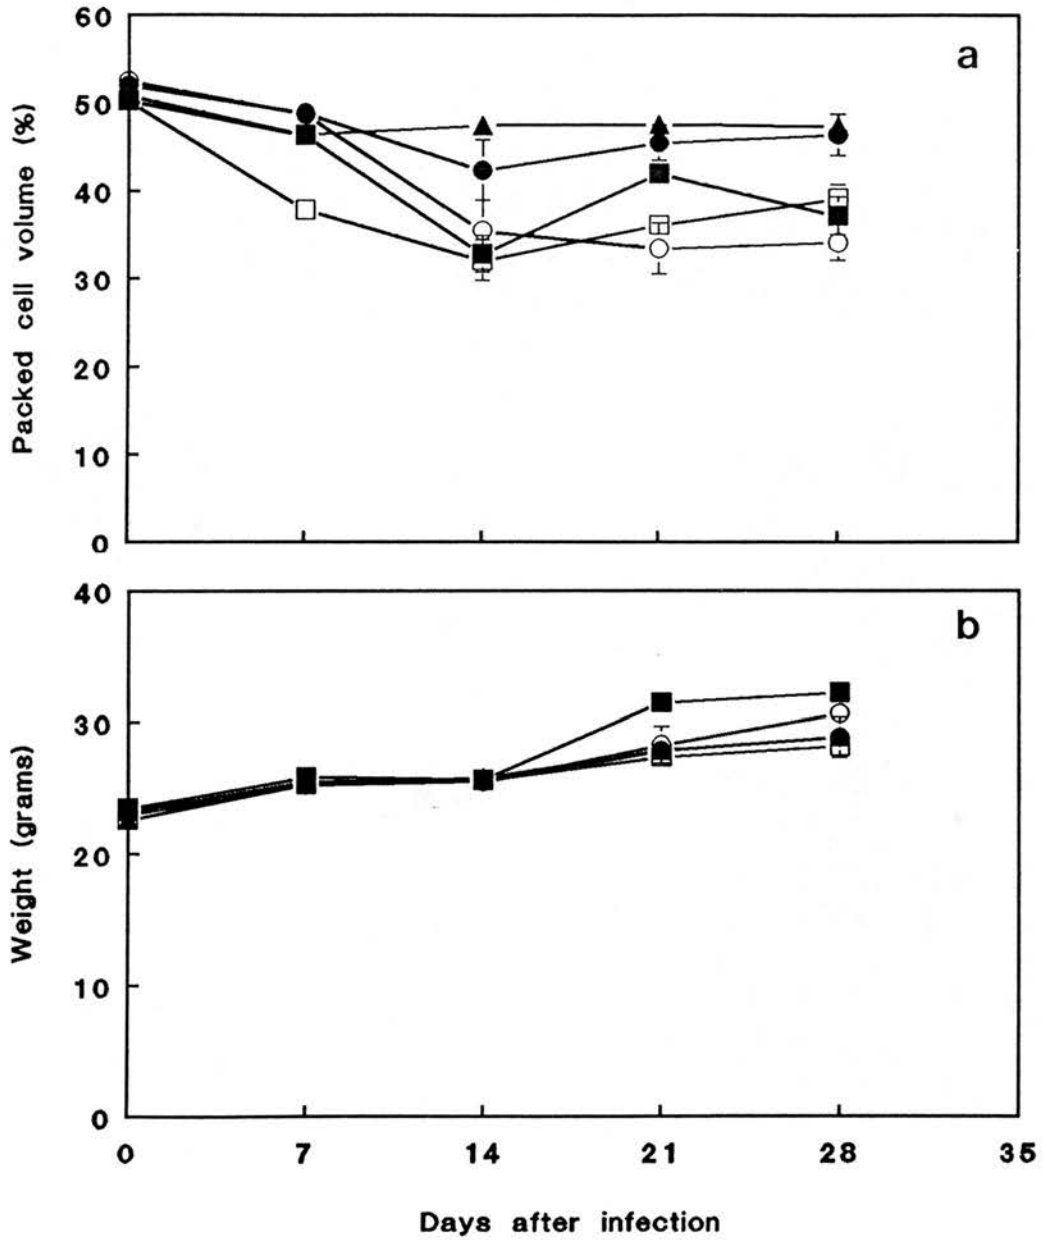 60
a
50
40
30
20
10
0
Packed cell volume (%)
40
b
30
20
10
0
Weight (grams)
0 7 14 21 28 35
Days after infection